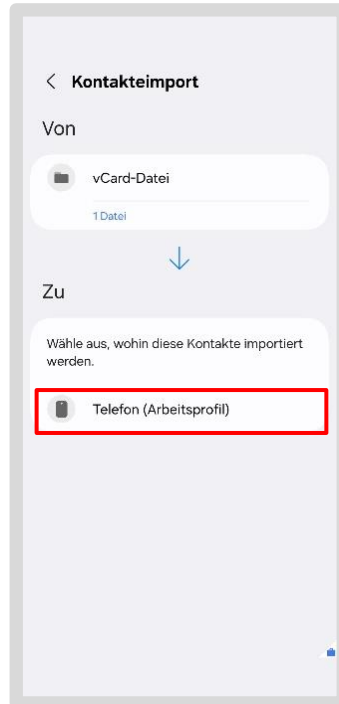 Kontakteimport
Von
vCard-Datei
1 Datei
Zu
Wähle aus, wohin diese Kontakte importiert
werden.
Telefon (Arbeitsprofil)